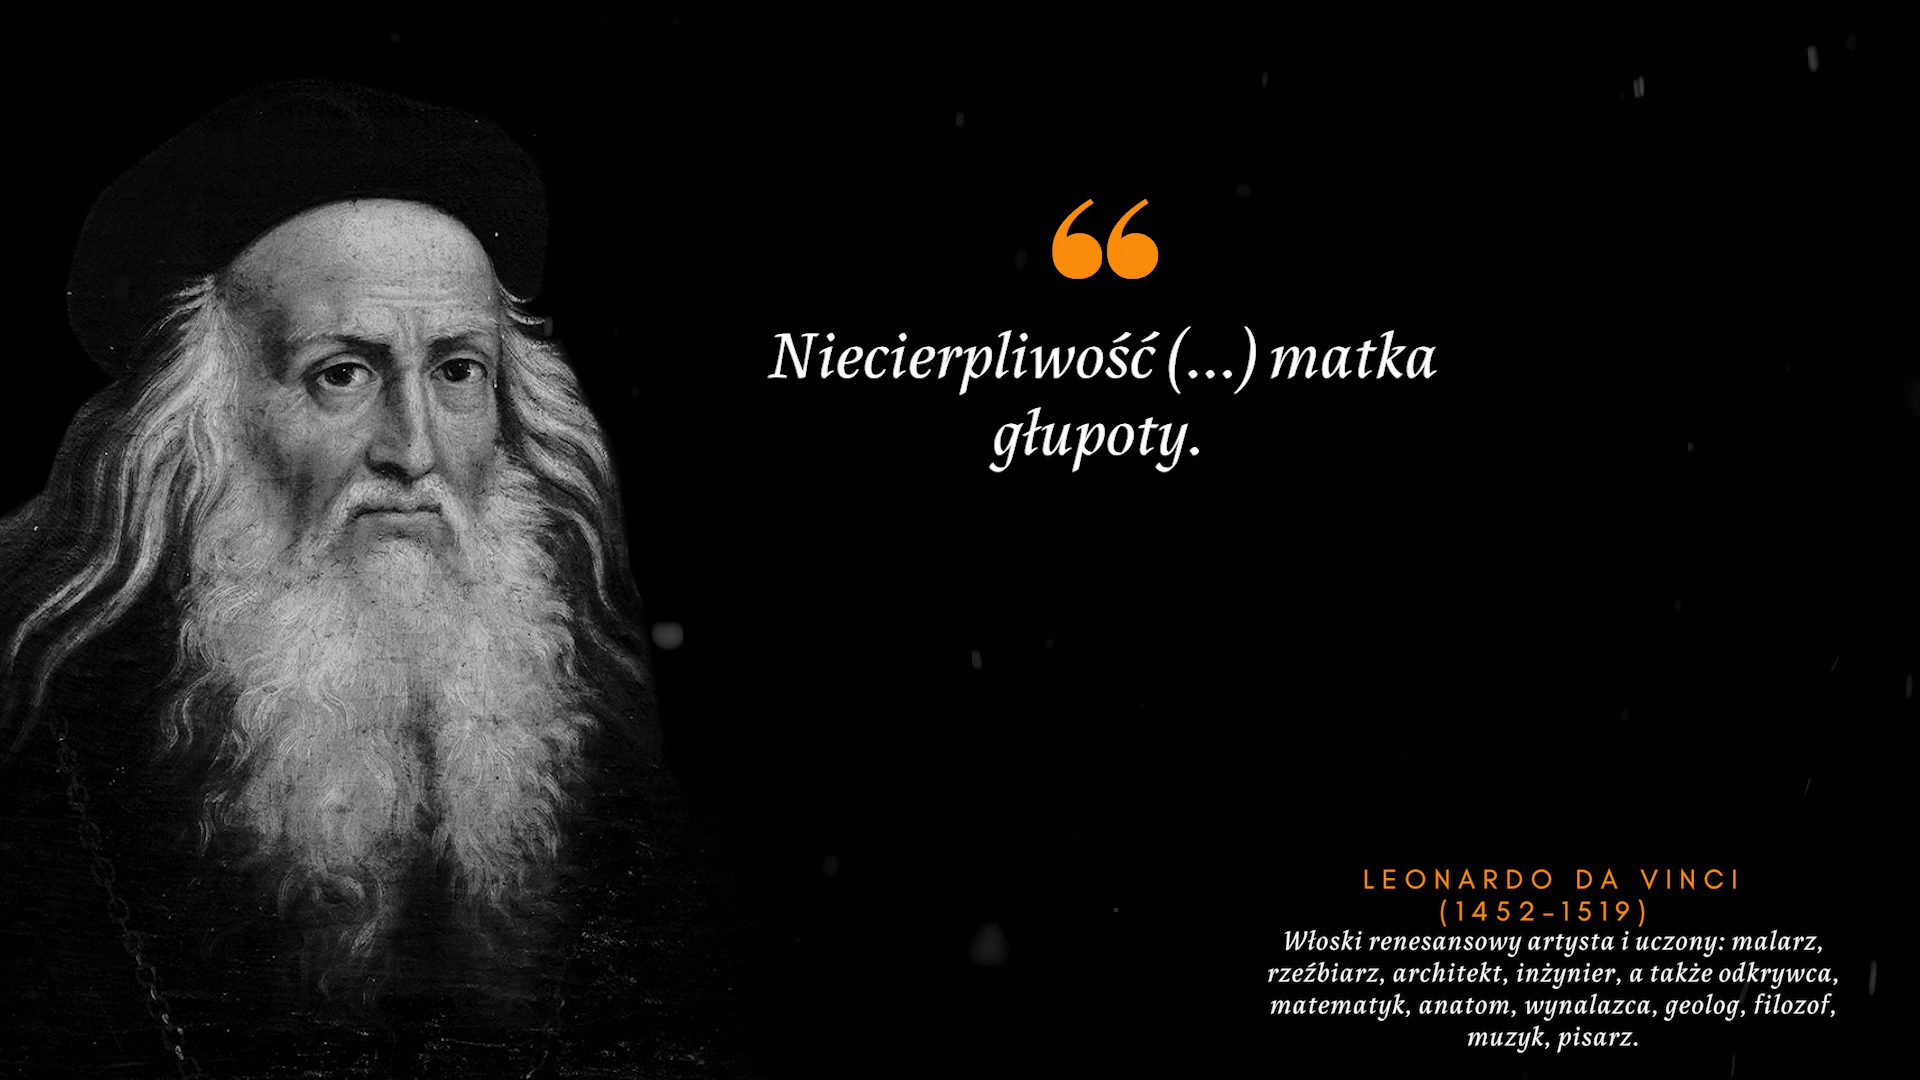 “
Niecierpliwość (...) matka
głupoty.
LEONARDO DA VINCI
(1452-1519)
Włoski renesansowy artysta i uczony: malarz,
rzeźbiarz, architekt, inżynier, a także odkrywca,
matematyk, anatom, wynalazca, geolog, filozof,
muzyk, pisarz.